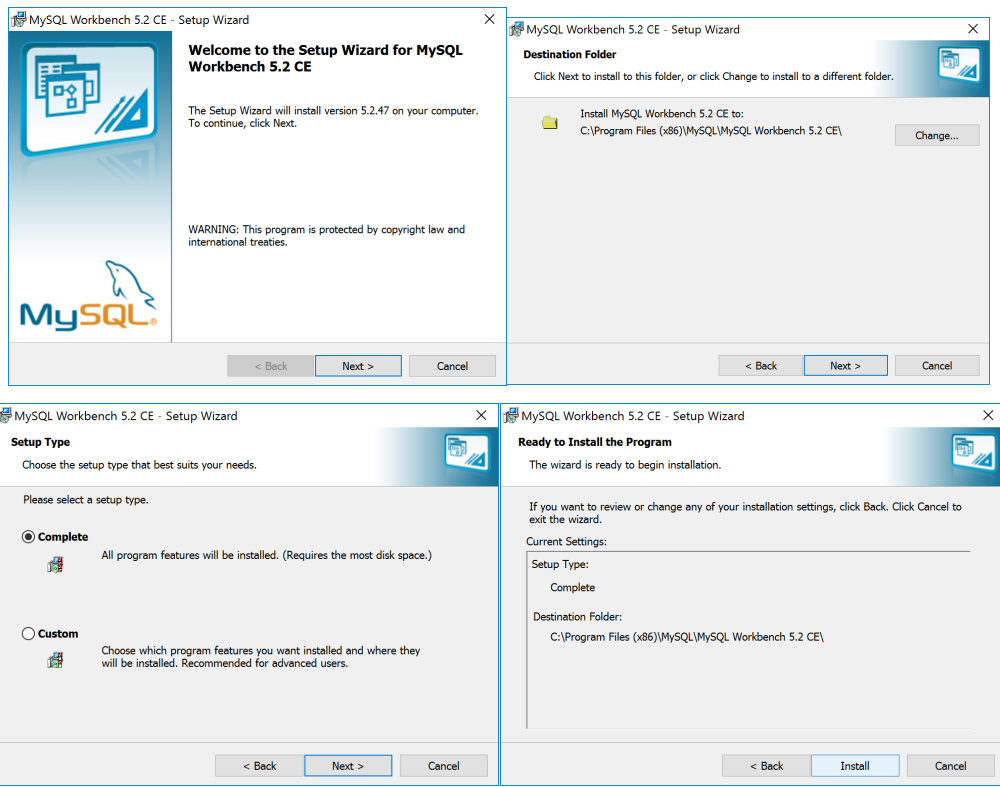 MySQL Workbench 5.2 CE - Setup Wizard
Welcome to the Setup Wizard for MySQL
Workbench 5.2 CE
The Setup Wizard will install version 5.2.47 on your computer.
To continue, click Next.
WARNING: This program is protected by copyright law and
international treaties.
MySQL®
< Back
Next >
Cancel
MySQL Workbench 5.2 CE - Setup Wizard
Destination Folder
Click Next to install to this folder, or click Change to install to a different folder.
Install MySQL Workbench 5.2 CE to:
C:\Program Files (x86)\MySQL\MySQL Workbench 5.2 CE\
Change...
< Back
Next >
Cancel
MySQL Workbench 5.2 CE - Setup Wizard
Setup Type
Choose the setup type that best suits your needs.
Please select a setup type.
Complete
All program features will be installed. (Requires the most disk space.)
Custom
Choose which program features you want installed and where they
will be installed. Recommended for advanced users.
< Back
Next >
Cancel
MySQL Workbench 5.2 CE - Setup Wizard
Ready to Install the Program
The wizard is ready to begin installation.
If you want to review or change any of your installation settings, click Back. Click Cancel to
exit the wizard.
Current Settings:
Setup Type:
Complete
Destination Folder:
C:\Program Files (x86)\MySQL\MySQL Workbench 5.2 CE\
< Back
Install
Cancel